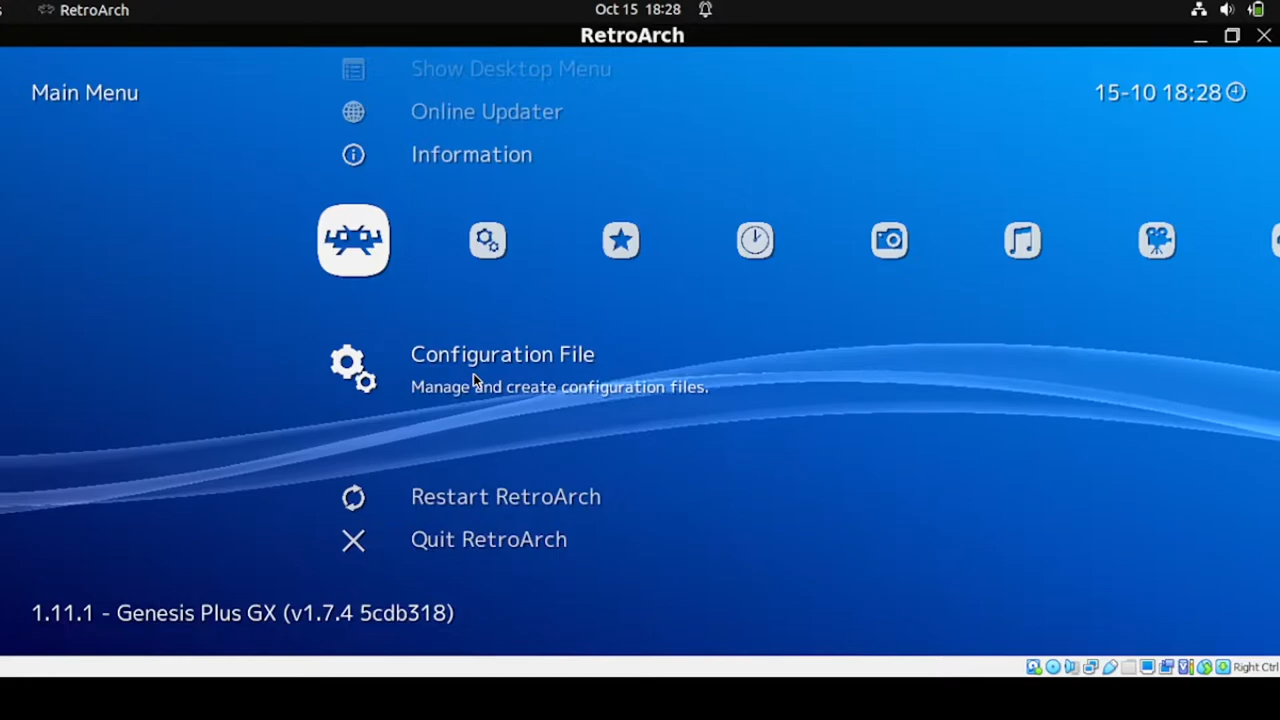 RetroArch
Oct 15 18:28
RetroArch
Show Desktop Menu
Main Menu
15-10 18:28
Online Updater
Information
Configuration File
Manage and create configuration files.
Restart RetroArch
Quit RetroArch
1.11.1 - Genesis Plus GX (v1.7.4 5cdb318)
Right Ctrl